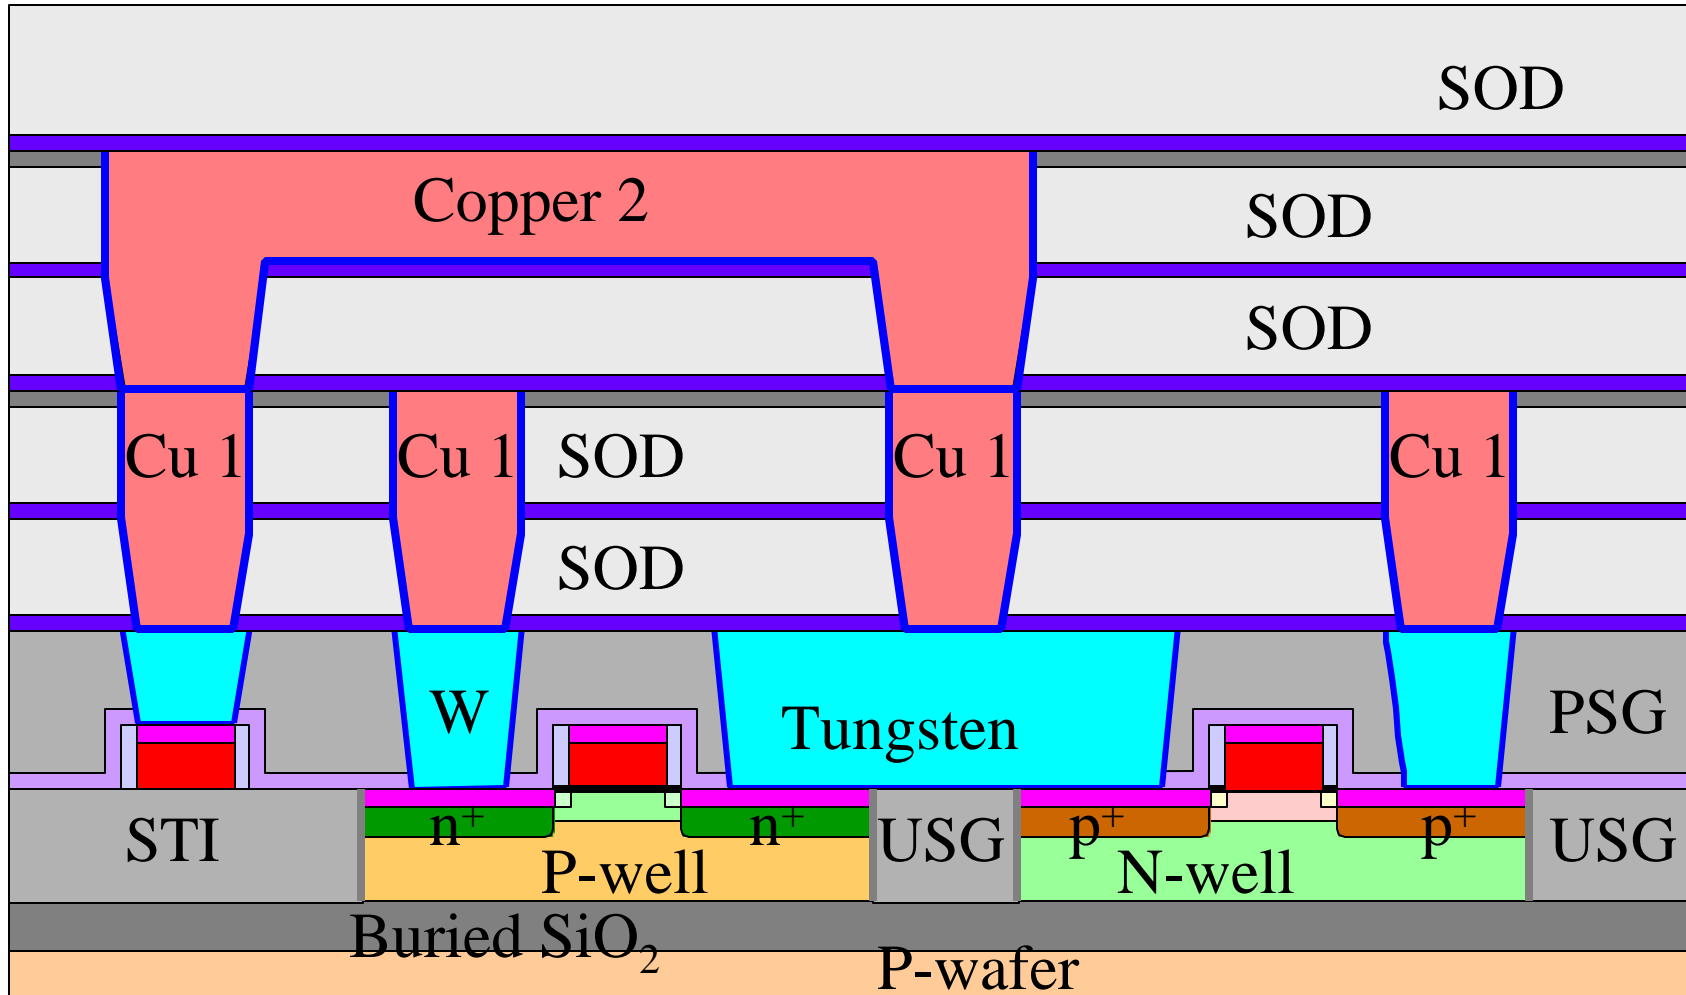 SOD
Copper 2
SOD
SOD
Cu 1
Cu 1
SOD
Cu 1
Cu 1
SOD
W
Tungsten
PSG
STI
n⁺
n⁺
USG
p⁺
p⁺
USG
P-well
N-well
Buried SiO₂
P-wafer